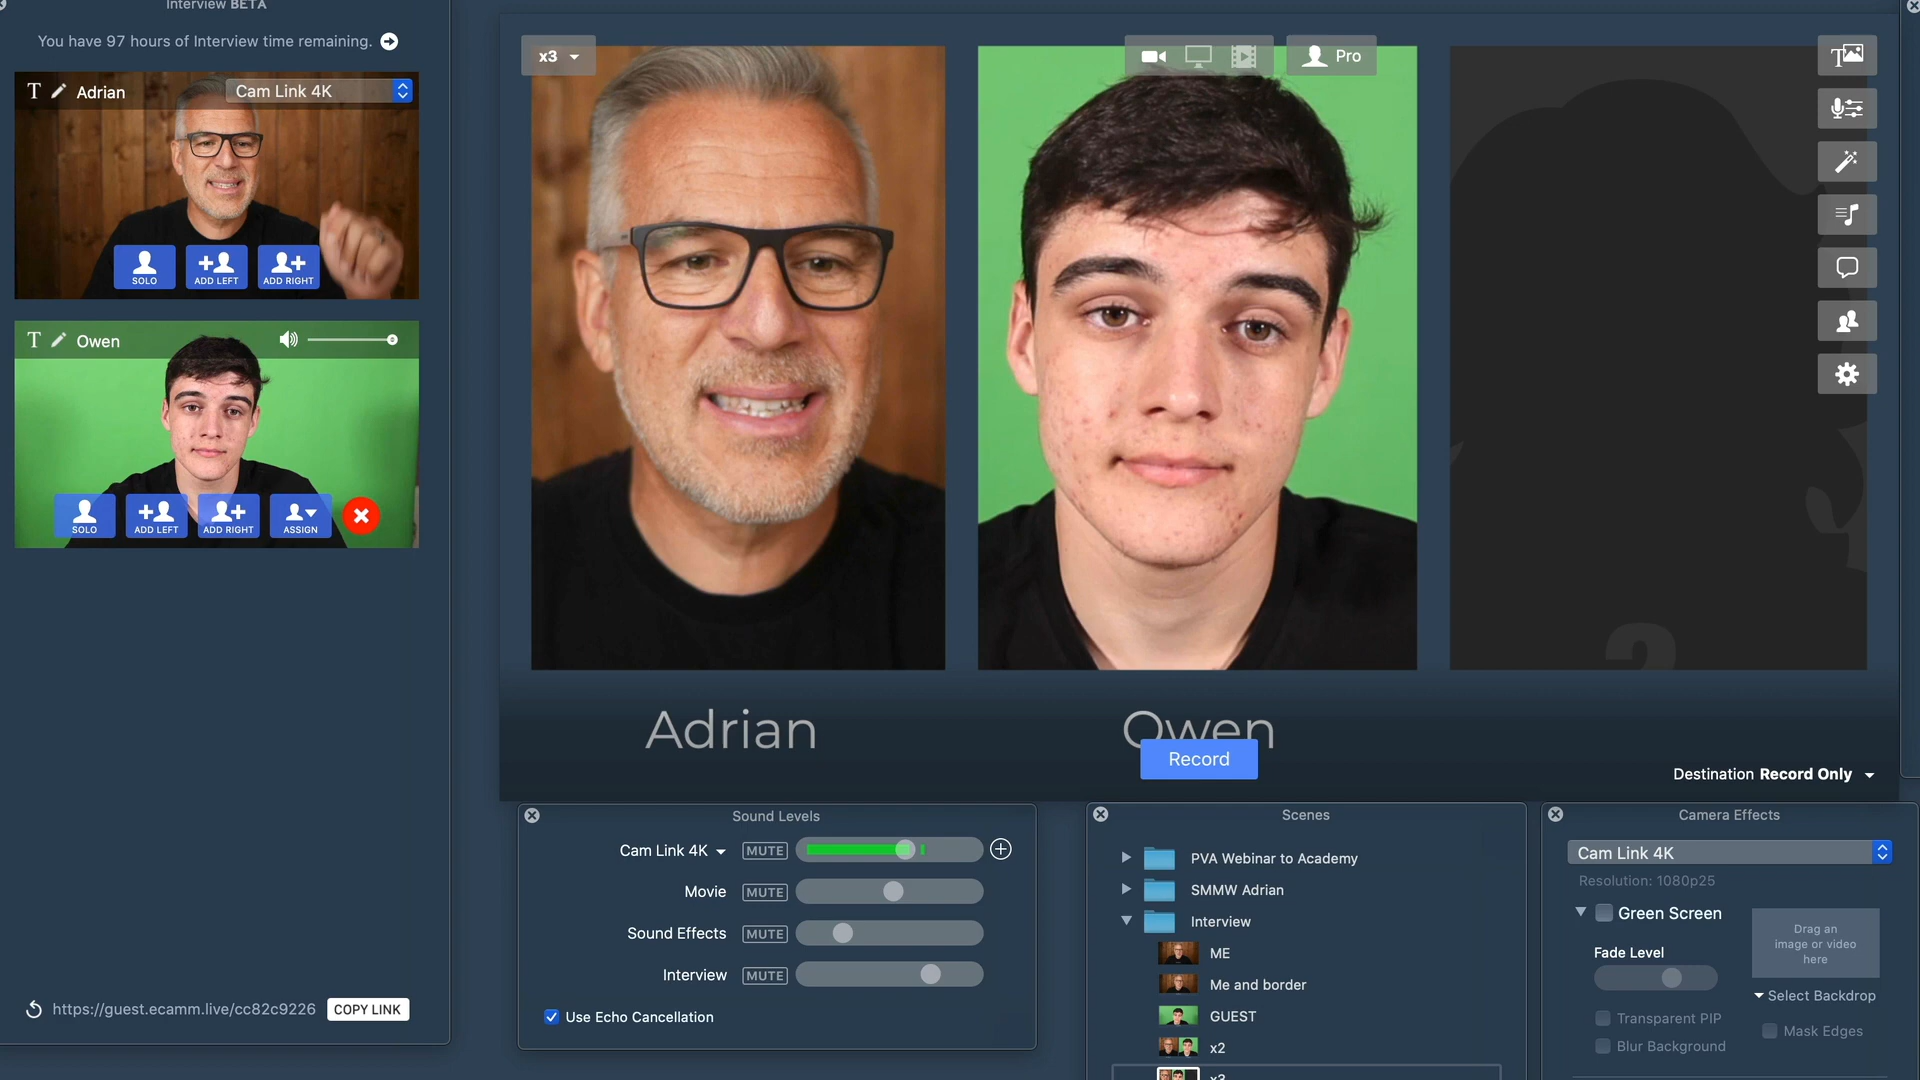 Interview BETA
You have 97 hours of Interview time remaining.
T Adrian
Cam Link 4K
SOLO
ADD LEFT
ADD RIGHT
T Owen
SOLO
ADD LEFT
ADD RIGHT
ASSIGN
https://guest.ecamm.live/cc82c9226
COPY LINK
x3
Pro
T
Adrian
Owen
Record
Destination Record Only
Sound Levels
Cam Link 4K
MUTE
Movie
MUTE
Sound Effects
MUTE
Interview
MUTE
Use Echo Cancellation
Scenes
PVA Webinar to Academy
SMMW Adrian
Interview
ME
Me and border
GUEST
x2
x3
Camera Effects
Cam Link 4K
Resolution: 1080p25
Green Screen
Fade Level
Drag an
image or video
here
Select Backdrop
Transparent PIP
Mask Edges
Blur Background